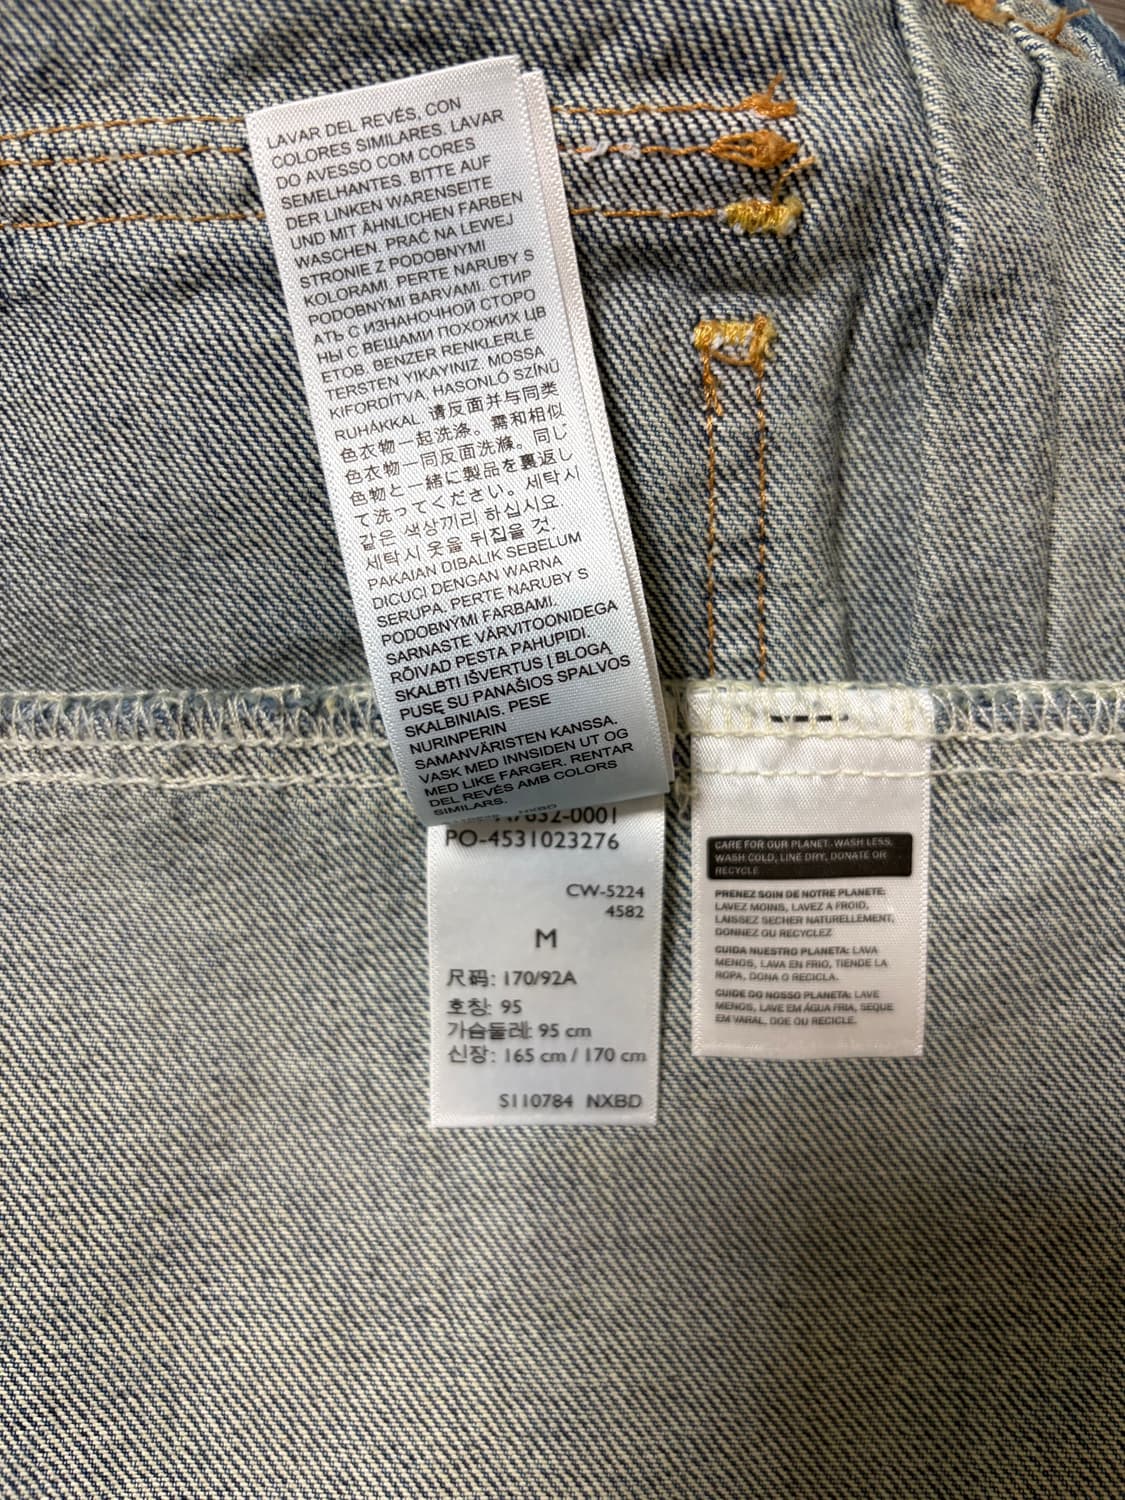 LAVAR DEL REVÉS, CON
COLORES SIMILARES. LAVAR
DO AVESSO COM CORES
SEMELHANTES. BITTE AUF
DER LINKEN WARENSEITE
UND MIT ÄHNLICHEN FARBEN
WASCHEN. PRAĆ NA LEWEJ
STRONIE Z PODOBNYMI
KOLORAMI. PERTE NARUBY S
PODOBNÝMI BARVAMI. СТИР
АТЬ С ИЗНАНОЧНОЙ СТОРО
НЫ С ВЕЩАМИ ПОХОЖИХ ЦВ
ЕТОВ. BENZER RENKLERLE
TERSTEN YIKAYINIZ. MOSSA
KIFORDÍTVA, HASONLÓ SZÍNŰ
RUHÁKKAL. 请反面并与同类
色衣物一起洗涤。需和相似
色衣物一同反面洗滌。同じ
色物と一緒に製品を裏返し
て洗ってください。세탁시
같은 색상끼리 하십시요.
세탁시 옷을 뒤집을 것.
PAKAIAN DIBALIK SEBELUM
DICUCI DENGAN WARNA
SERUPA. PERTE NARUBY S
PODOBNÝMI FARBAMI.
SARNASTE VÄRVITOONIDEGA
RÕIVAD PESTA PAHUPIDI.
SKALBTI IŠVERTUS Į BLOGĄ
PUSĘ SU PANAŠIOS SPALVOS
SKALBINIAIS. PESE
NURINPERIN
SAMANVÄRISTEN KANSSA.
VASK MED INNSIDEN UT OG
MED LIKE FARGER. RENTAR
DEL REVÉS AMB COLORS
SIMILARS.
NXBD
A7632-0001
PO-4531023276
CW-5224
4582
M
尺码: 170/92A
호칭: 95
가슴둘레: 95 cm
신장: 165 cm / 170 cm
S110784 NXBD
CARE FOR OUR PLANET: WASH LESS,
WASH COLD, LINE DRY, DONATE OR
RECYCLE
PRENEZ SOIN DE NOTRE PLANETE:
LAVEZ MOINS, LAVEZ A FROID,
LAISSEZ SECHER NATURELLEMENT,
DONNEZ OU RECYCLEZ
CUIDA NUESTRO PLANETA: LAVA
MENOS, LAVA EN FRIO, TIENDE LA
ROPA, DONA O RECICLA.
CUIDE DO NOSSO PLANETA: LAVE
MENOS, LAVE EM ÁGUA FRIA, SEQUE
EM VARAL, DOE OU RECICLE.